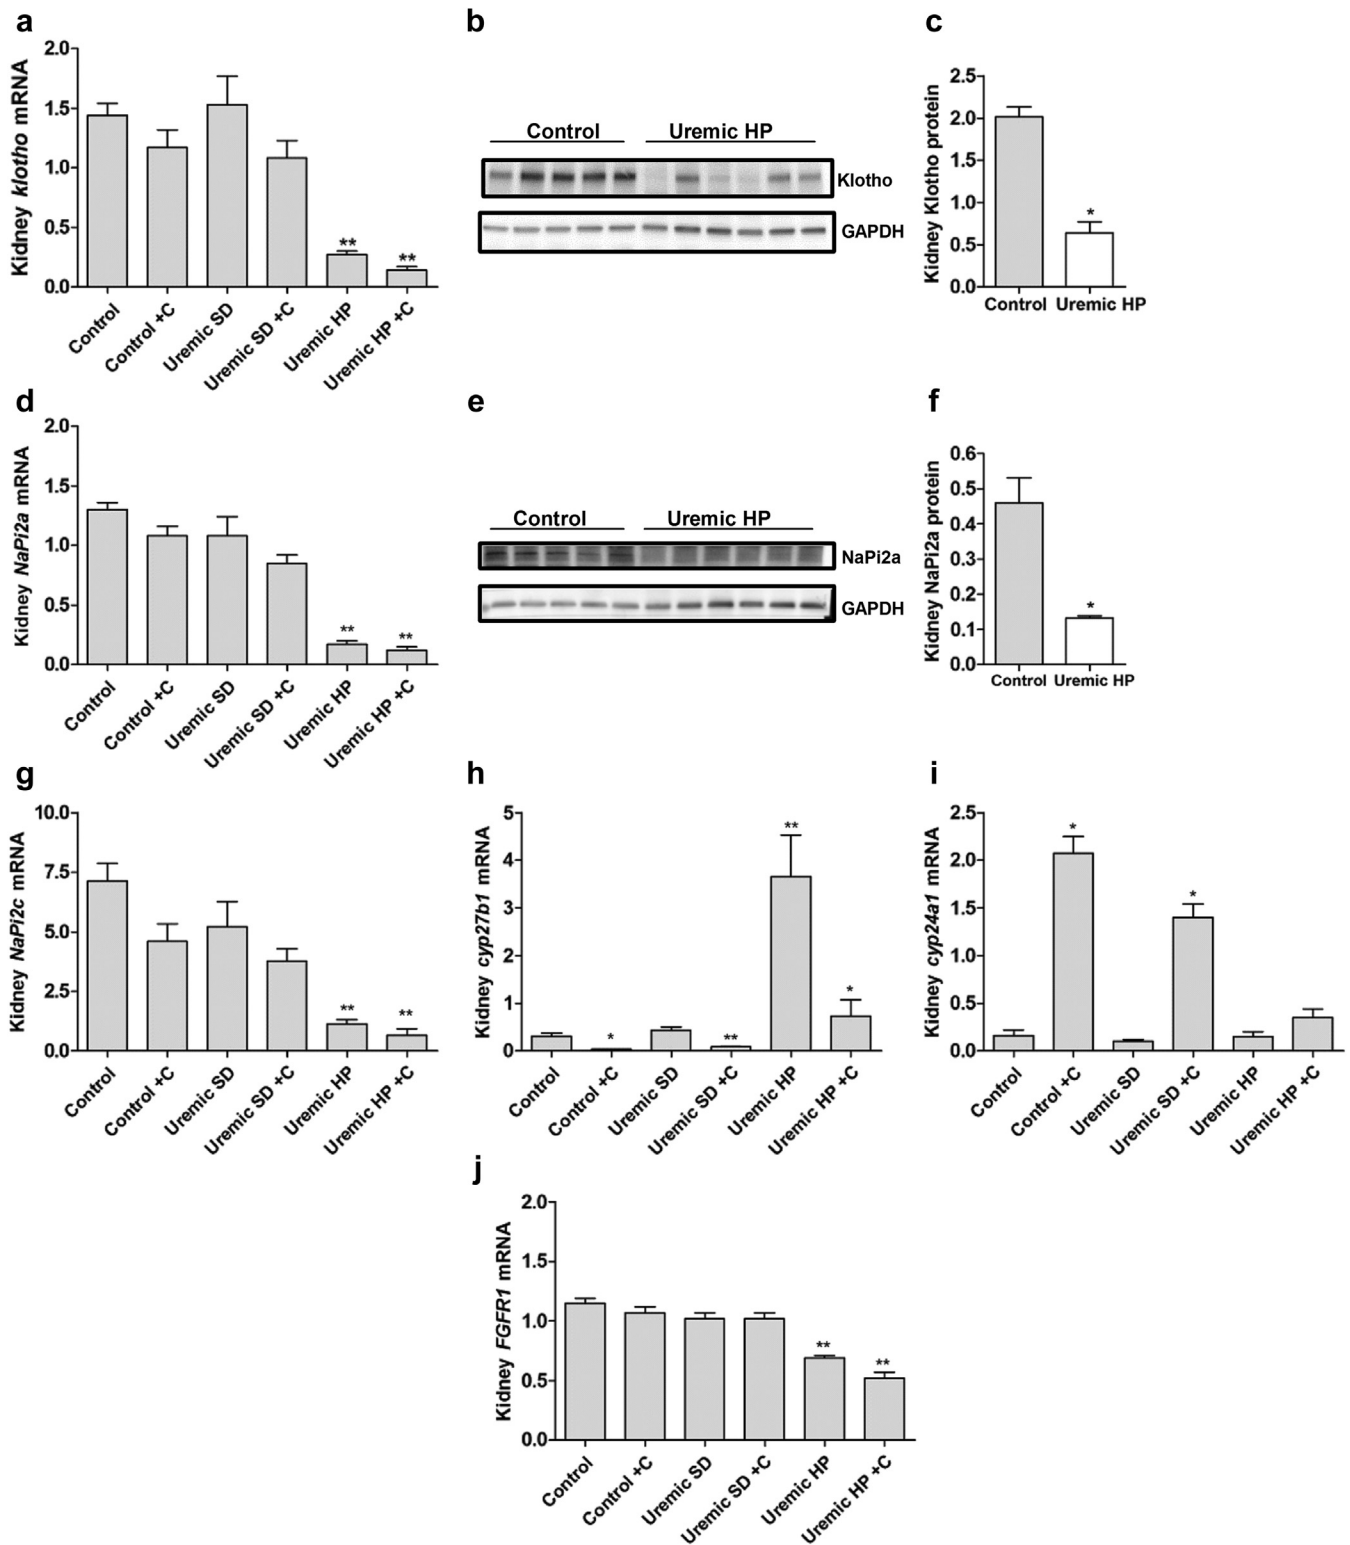 a
Kidney klotho mRNA
2.0
1.5
1.0
0.5
0.0
**
**
Control
Control +C
Uremic SD
Uremic SD +C
Uremic HP
Uremic HP +C
b
Control
Uremic HP
Klotho
GAPDH
c
Kidney Klotho protein
2.5
2.0
1.5
1.0
0.5
0.0
*
Control
Uremic HP
d
Kidney NaPi2a mRNA
2.0
1.5
1.0
0.5
0.0
**
**
Control
Control +C
Uremic SD
Uremic SD +C
Uremic HP
Uremic HP +C
e
Control
Uremic HP
NaPi2a
GAPDH
f
Kidney NaPi2a protein
0.6
0.5
0.4
0.3
0.2
0.1
0.0
*
Control
Uremic HP
g
Kidney NaPi2c mRNA
10.0
7.5
5.0
2.5
0.0
**
**
Control
Control +C
Uremic SD
Uremic SD +C
Uremic HP
Uremic HP +C
h
Kidney cyp27b1 mRNA
5
4
3
2
1
0
*
**
**
*
Control
Control +C
Uremic SD
Uremic SD +C
Uremic HP
Uremic HP +C
i
Kidney cyp24a1 mRNA
2.5
2.0
1.5
1.0
0.5
0.0
*
*
Control
Control +C
Uremic SD
Uremic SD +C
Uremic HP
Uremic HP +C
j
Kidney FGFR1 mRNA
2.0
1.5
1.0
0.5
0.0
**
**
Control
Control +C
Uremic SD
Uremic SD +C
Uremic HP
Uremic HP +C